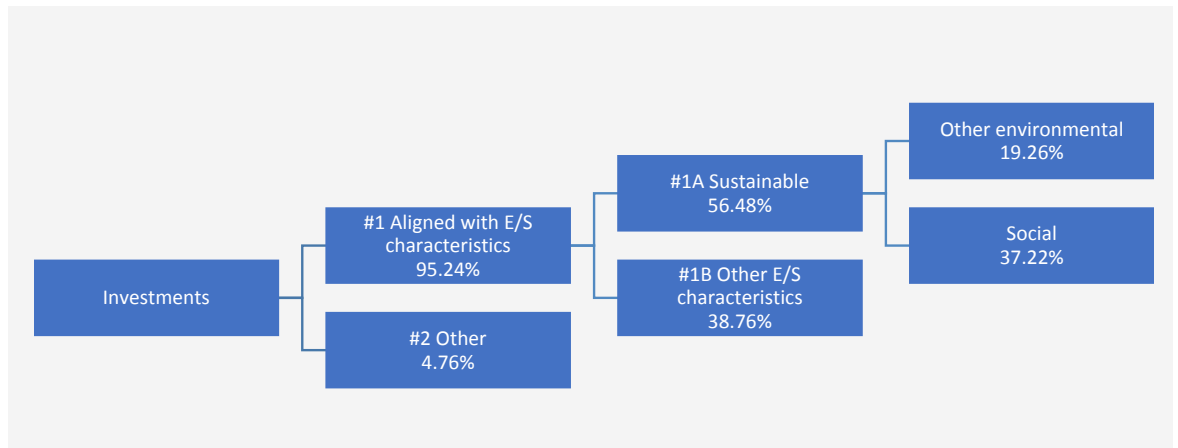 Other environmental
19.26%
#1A Sustainable
56.48%
#1 Aligned with E/S
characteristics
95.24%
Social
37.22%
Investments
#1B Other E/S
characteristics
38.76%
#2 Other
4.76%